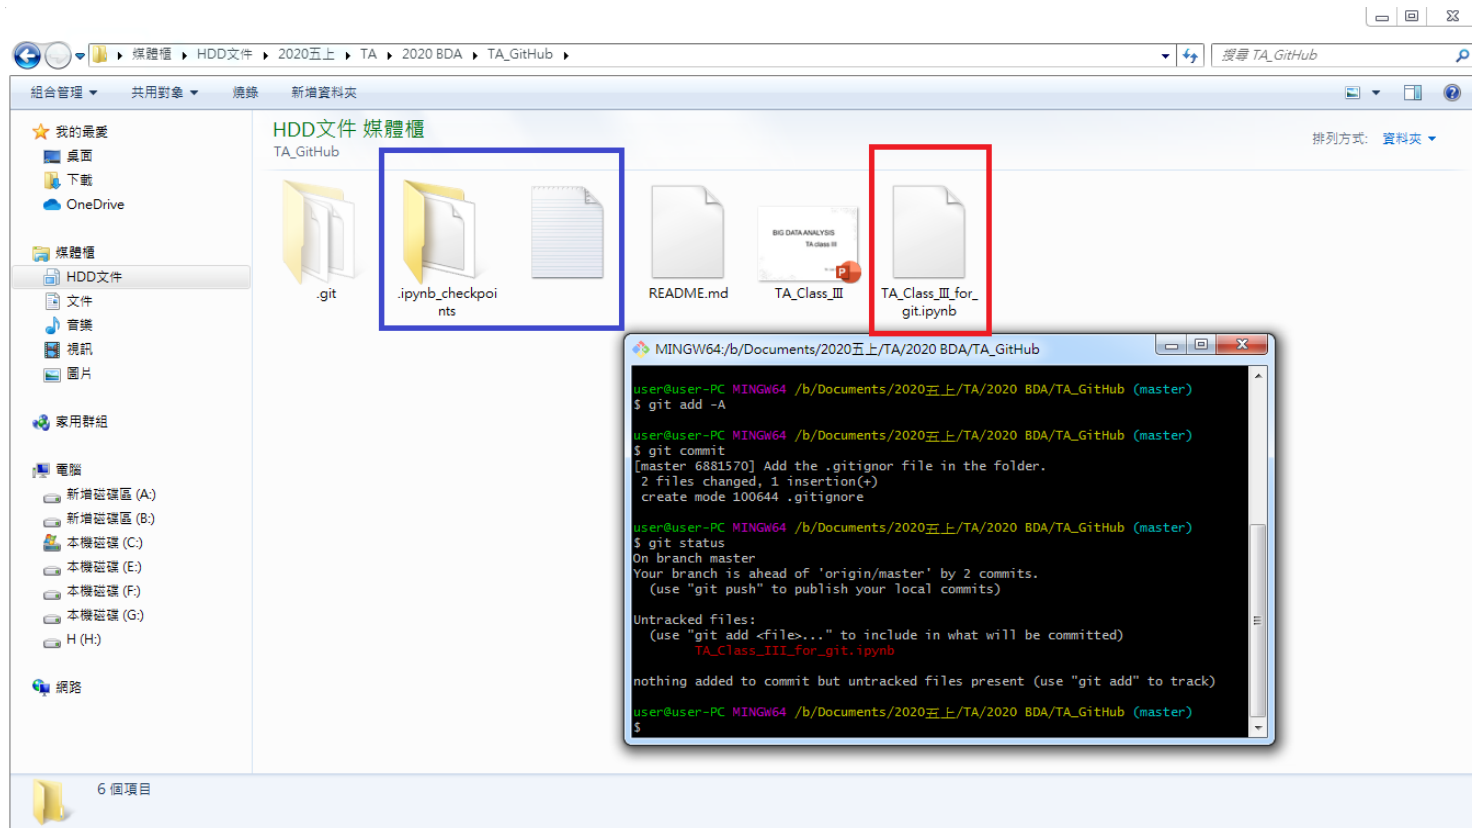 媒體櫃 HDD文件 2020五上 TA 2020 BDA TA_GitHub
搜尋 TA_GitHub
組合管理 共用對象 燒錄 新增資料夾
我的最愛
桌面
下載
OneDrive
媒體櫃
HDD文件
文件
音樂
視訊
圖片
家用群組
電腦
新增磁碟區 (A:)
新增磁碟區 (B:)
本機磁碟 (C:)
本機磁碟 (E:)
本機磁碟 (F:)
本機磁碟 (G:)
H (H:)
網路
HDD文件 媒體櫃
TA_GitHub
排列方式: 資料夾
.git
.ipynb_checkpoi
nts
README.md
BIG DATA ANALYSIS
TA class III
P
TA_Class_Ⅲ
TA_Class_Ⅲ_for_
git.ipynb
MINGW64:/b/Documents/2020五上/TA/2020 BDA/TA_GitHub
user@user-PC MINGW64 /b/Documents/2020五上/TA/2020 BDA/TA_GitHub (master)
$ git add -A
user@user-PC MINGW64 /b/Documents/2020五上/TA/2020 BDA/TA_GitHub (master)
$ git commit
[master 6881570] Add the .gitignor file in the folder.
2 files changed, 1 insertion(+)
create mode 100644 .gitignore
user@user-PC MINGW64 /b/Documents/2020五上/TA/2020 BDA/TA_GitHub (master)
$ git status
On branch master
Your branch is ahead of 'origin/master' by 2 commits.
(use "git push" to publish your local commits)
Untracked files:
(use "git add <file>..." to include in what will be committed)
TA_Class_III_for_git.ipynb
nothing added to commit but untracked files present (use "git add" to track)
user@user-PC MINGW64 /b/Documents/2020五上/TA/2020 BDA/TA_GitHub (master)
$
6 個項目